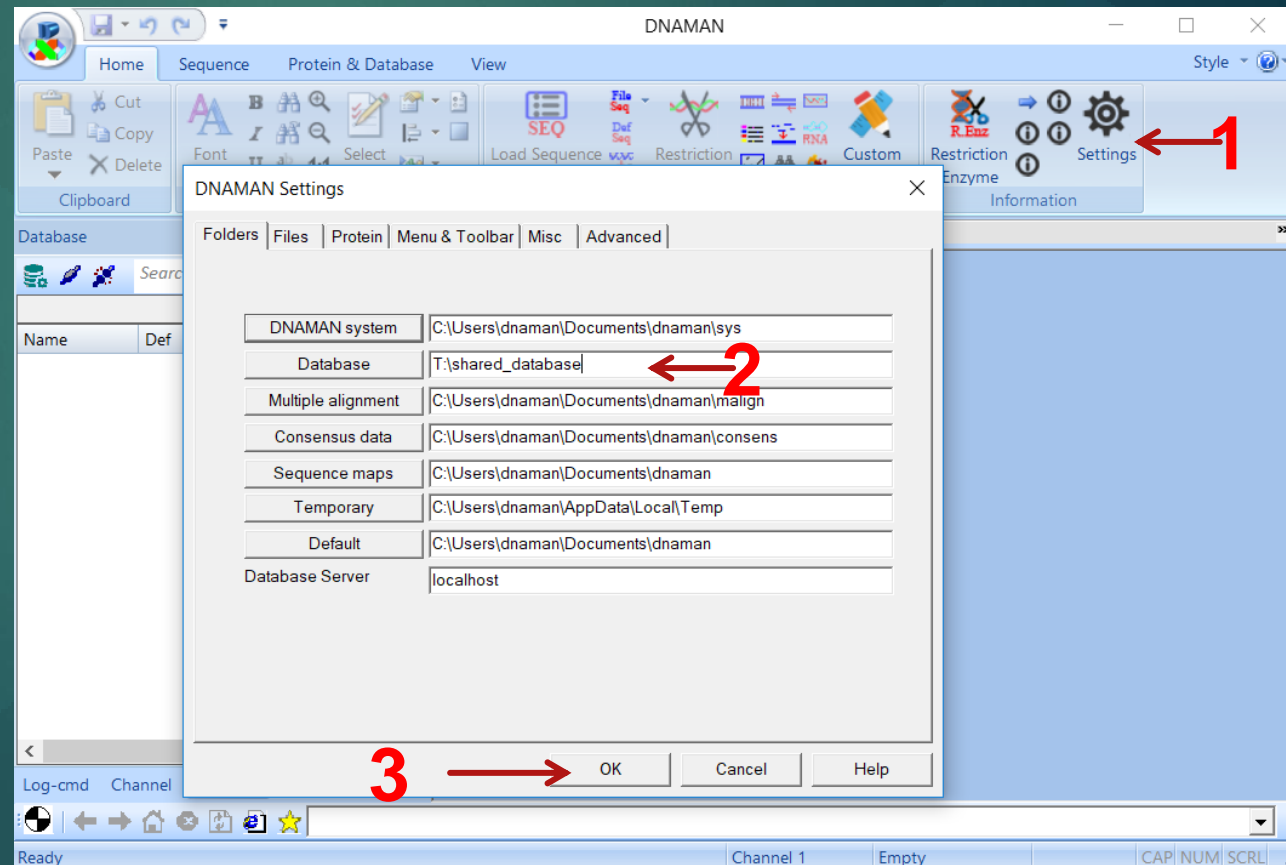 DNAMAN
Home Sequence Protein & Database View Style
Cut
Copy
Paste
Delete
Font
B
I
Select
SEQ
Load Sequence
File
Seq
Def
Seq
Restriction
RNA
Custom
R.Enz
Restriction
Enzyme
Settings
1
Clipboard
Information
Database
Name Def
DNAMAN Settings
Folders Files Protein Menu & Toolbar Misc Advanced
DNAMAN system C:\Users\dnaman\Documents\dnaman\sys
Database T:\shared_database
2
Multiple alignment C:\Users\dnaman\Documents\dnaman\malign
Consensus data C:\Users\dnaman\Documents\dnaman\consens
Sequence maps C:\Users\dnaman\Documents\dnaman
Temporary C:\Users\dnaman\AppData\Local\Temp
Default C:\Users\dnaman\Documents\dnaman
Database Server localhost
3
OK Cancel Help
Log-cmd Channel
Ready Channel 1 Empty CAP NUM SCRL